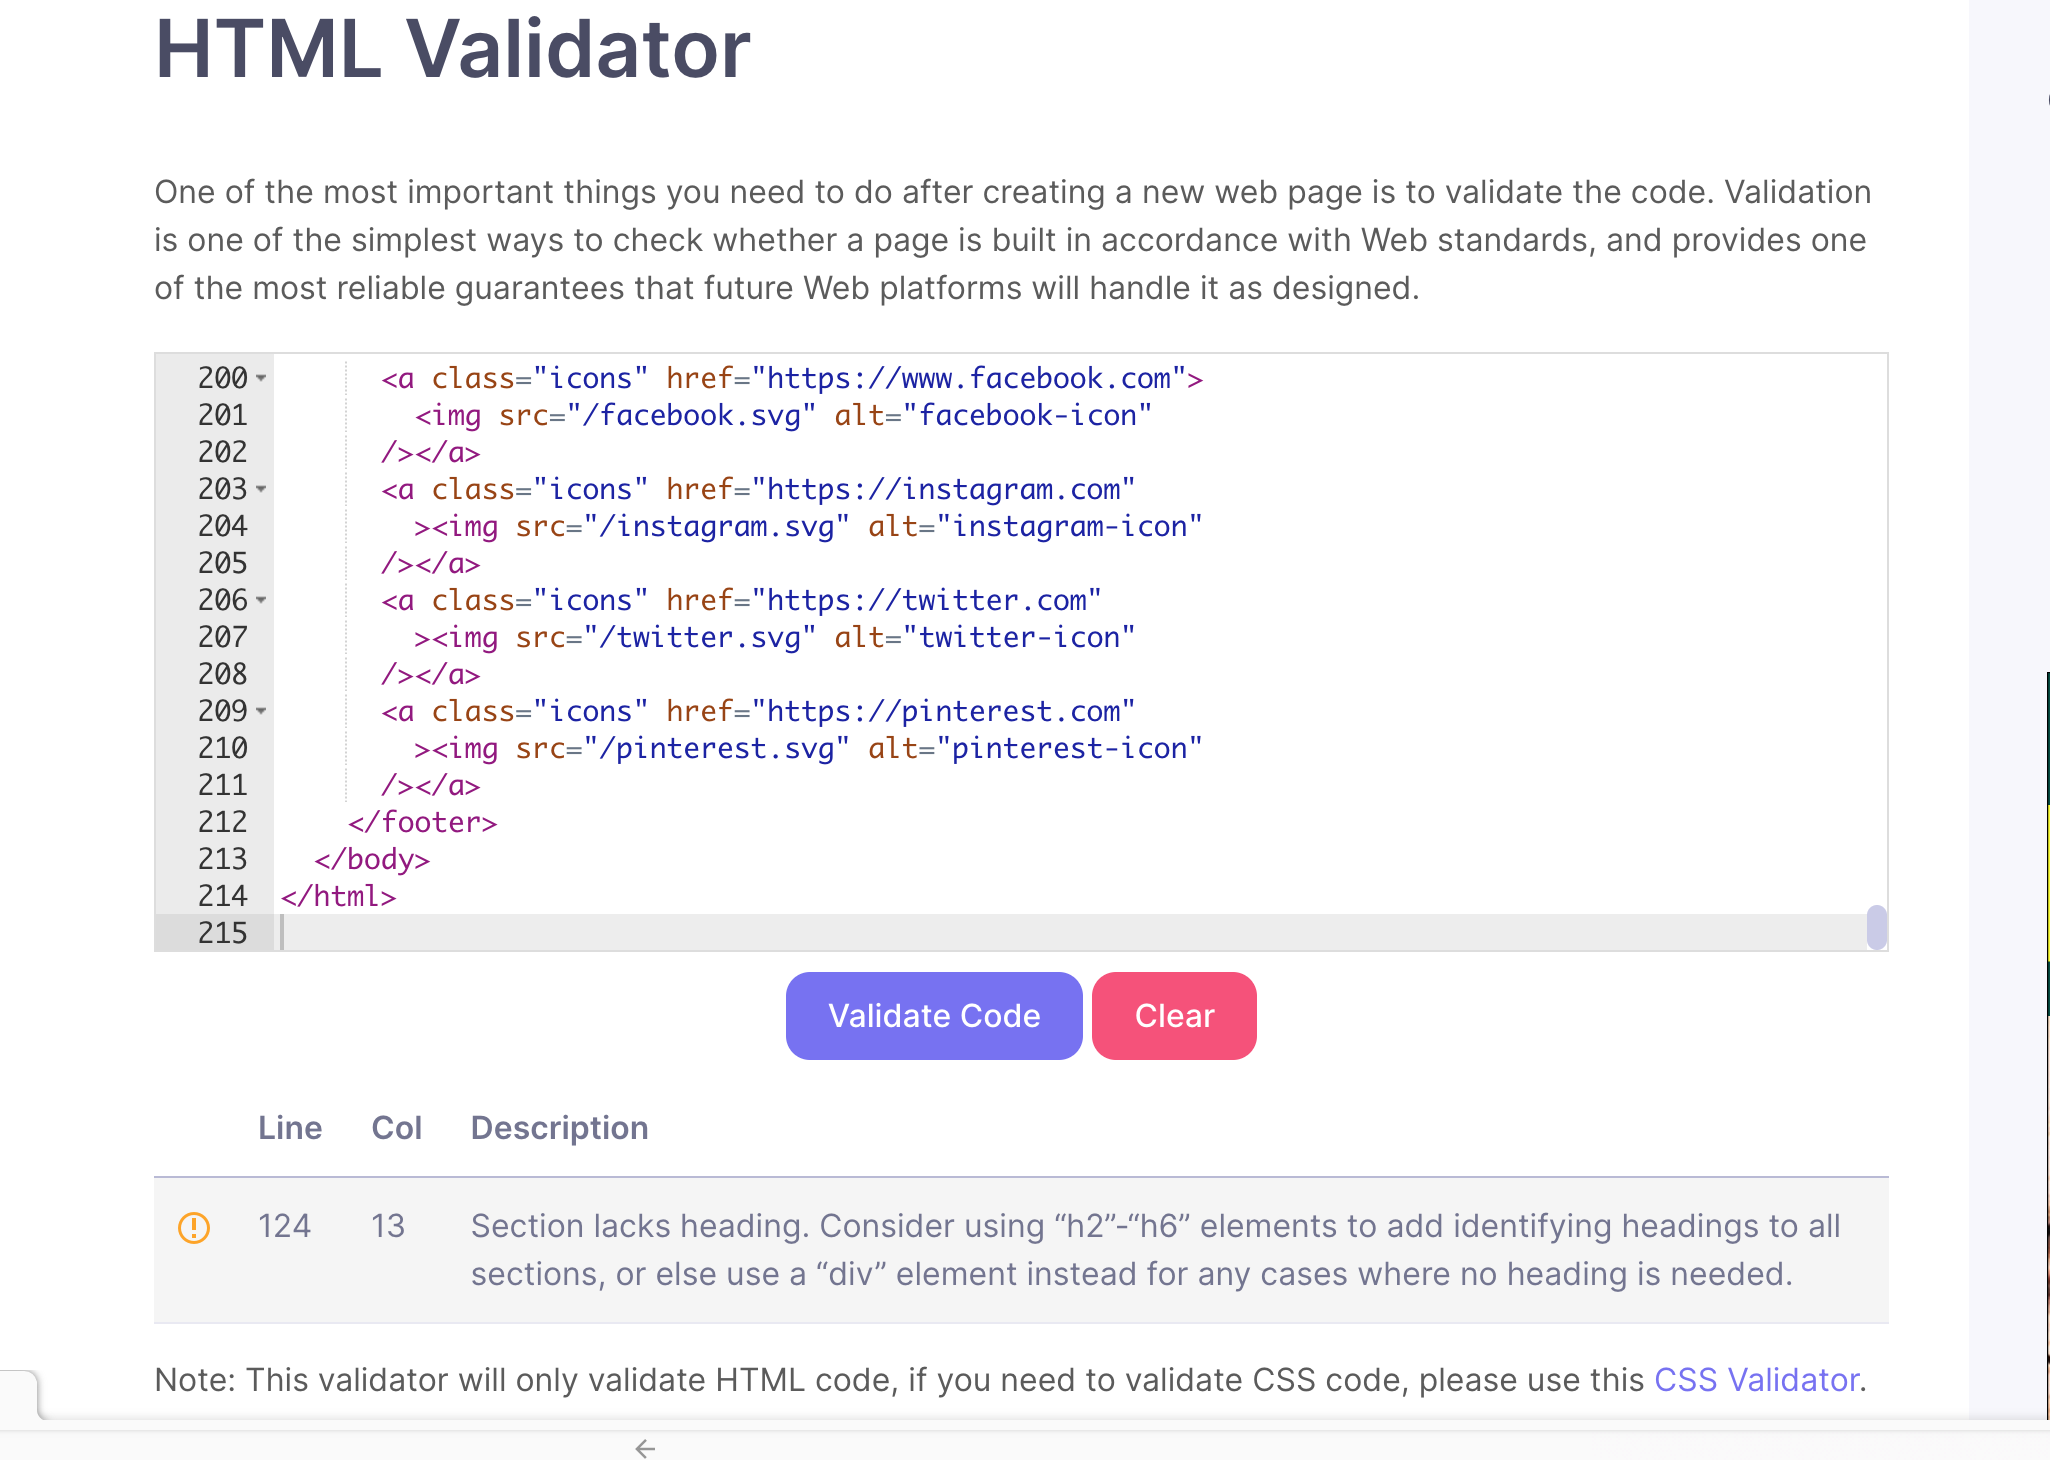 HTML Validator
One of the most important things you need to do after creating a new web page is to validate the code. Validation
is one of the simplest ways to check whether a page is built in accordance with Web standards, and provides one
of the most reliable guarantees that future Web platforms will handle it as designed.
200 <a class="icons" href="https://www.facebook.com">
201 <img src="/facebook.svg" alt="facebook-icon"
202 /></a>
203 <a class="icons" href="https://instagram.com"
204 ><img src="/instagram.svg" alt="instagram-icon"
205 /></a>
206 <a class="icons" href="https://twitter.com"
207 ><img src="/twitter.svg" alt="twitter-icon"
208 /></a>
209 <a class="icons" href="https://pinterest.com"
210 ><img src="/pinterest.svg" alt="pinterest-icon"
211 /></a>
212 </footer>
213 </body>
214 </html>
215
Validate Code Clear
Line Col Description
124 13 Section lacks heading. Consider using “h2”-“h6” elements to add identifying headings to all
sections, or else use a “div” element instead for any cases where no heading is needed.
Note: This validator will only validate HTML code, if you need to validate CSS code, please use this CSS Validator.